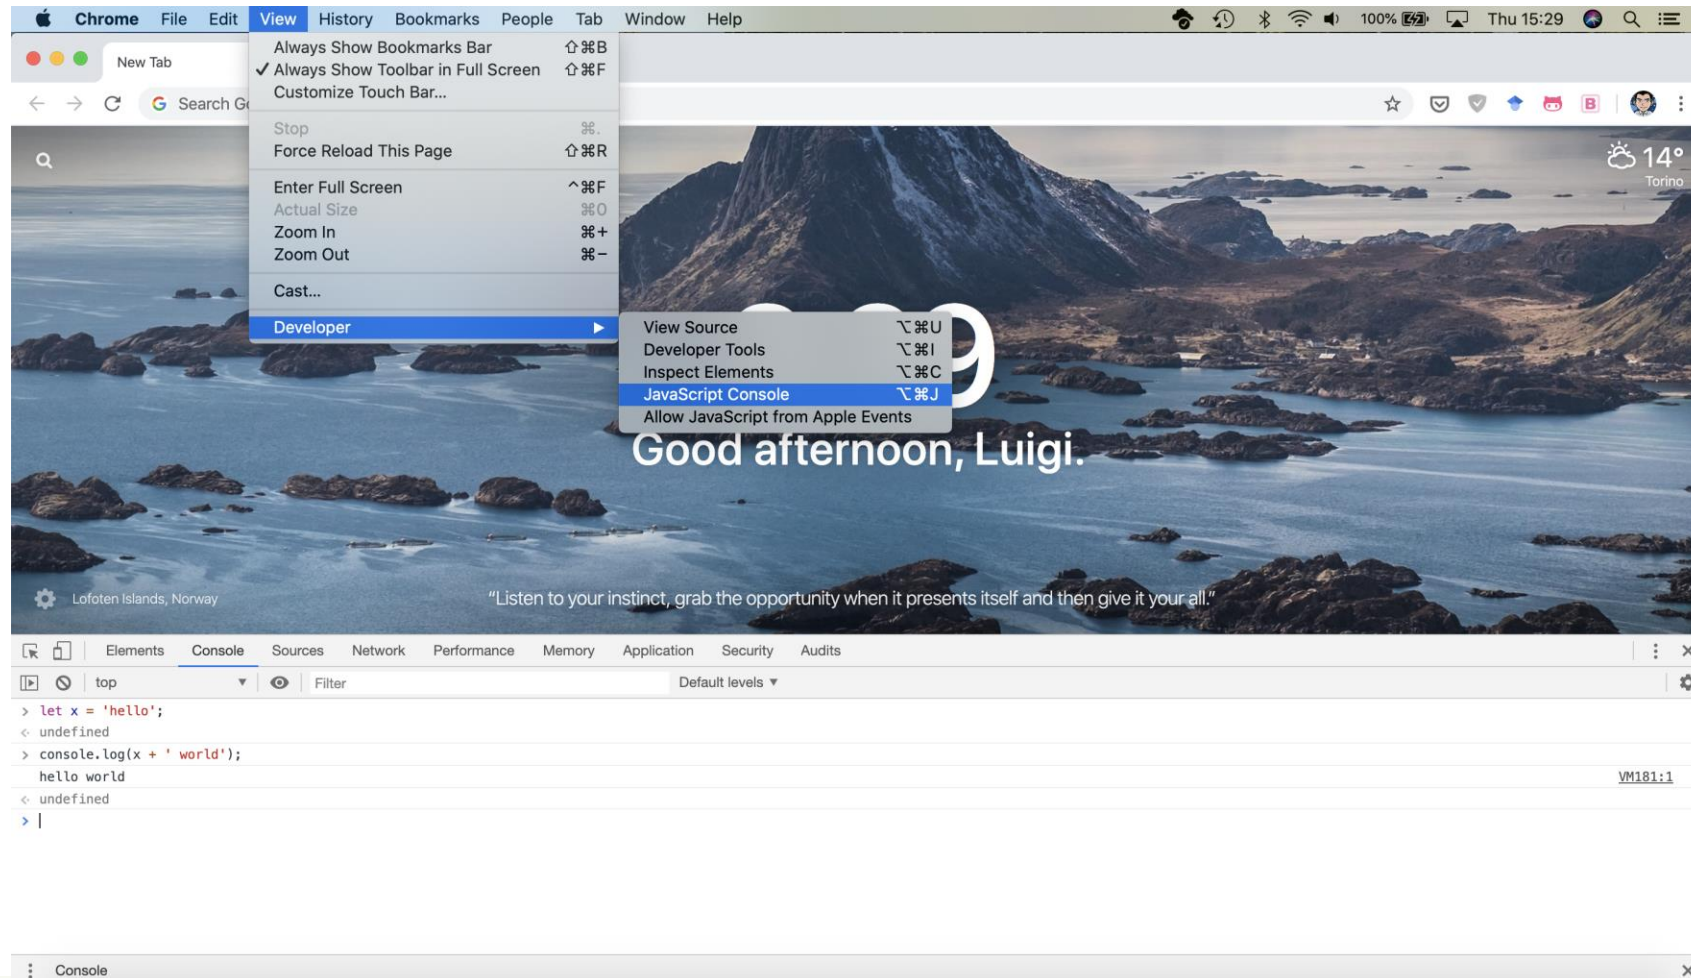 Chrome File Edit View History Bookmarks People Tab Window Help 100% Thu 15:29
New Tab
Always Show Bookmarks Bar ⇧⌘B
✓ Always Show Toolbar in Full Screen ⇧⌘F
Customize Touch Bar...
G Search Go B
Stop ⌘.
Force Reload This Page ⇧⌘R
14°
Torino
Enter Full Screen ^⌘F
Actual Size ⌘0
Zoom In ⌘+
Zoom Out ⌘−
Cast...
Developer ▶
View Source ⌥⌘U
Developer Tools ⌥⌘I
Inspect Elements ⌥⌘C
JavaScript Console ⌥⌘J
Allow JavaScript from Apple Events
Good afternoon, Luigi.
Lofoten Islands, Norway
“Listen to your instinct, grab the opportunity when it presents itself and then give it your all.”
Elements Console Sources Network Performance Memory Application Security Audits
top Filter Default levels ▼
> let x = 'hello';
undefined
> console.log(x + ' world');
hello world VM181:1
undefined
>
Console